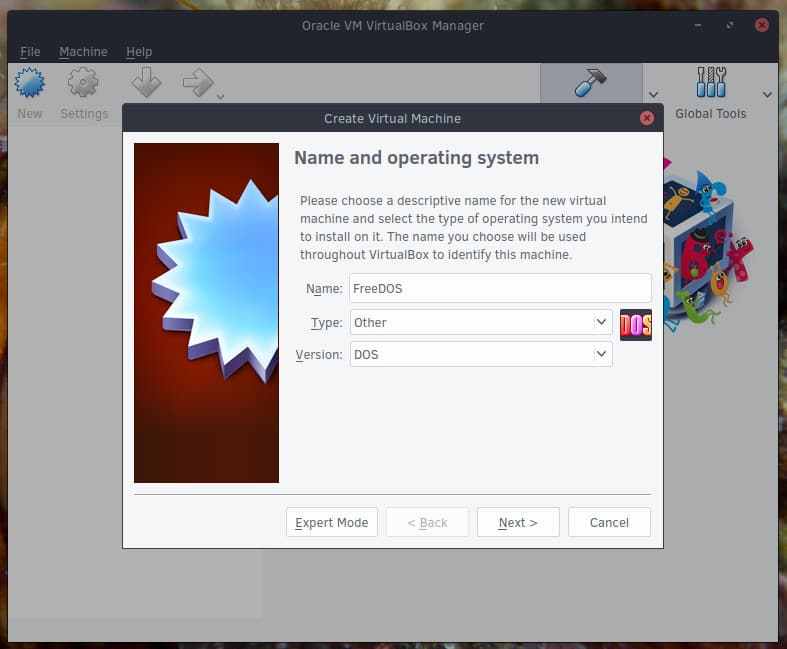 Oracle VM VirtualBox Manager
File Machine Help
New Settings Global Tools
Create Virtual Machine
Name and operating system
Please choose a descriptive name for the new virtual
machine and select the type of operating system you intend
to install on it. The name you choose will be used
throughout VirtualBox to identify this machine.
Name: FreeDOS
Type: Other
DOS
Version: DOS
Expert Mode < Back Next > Cancel